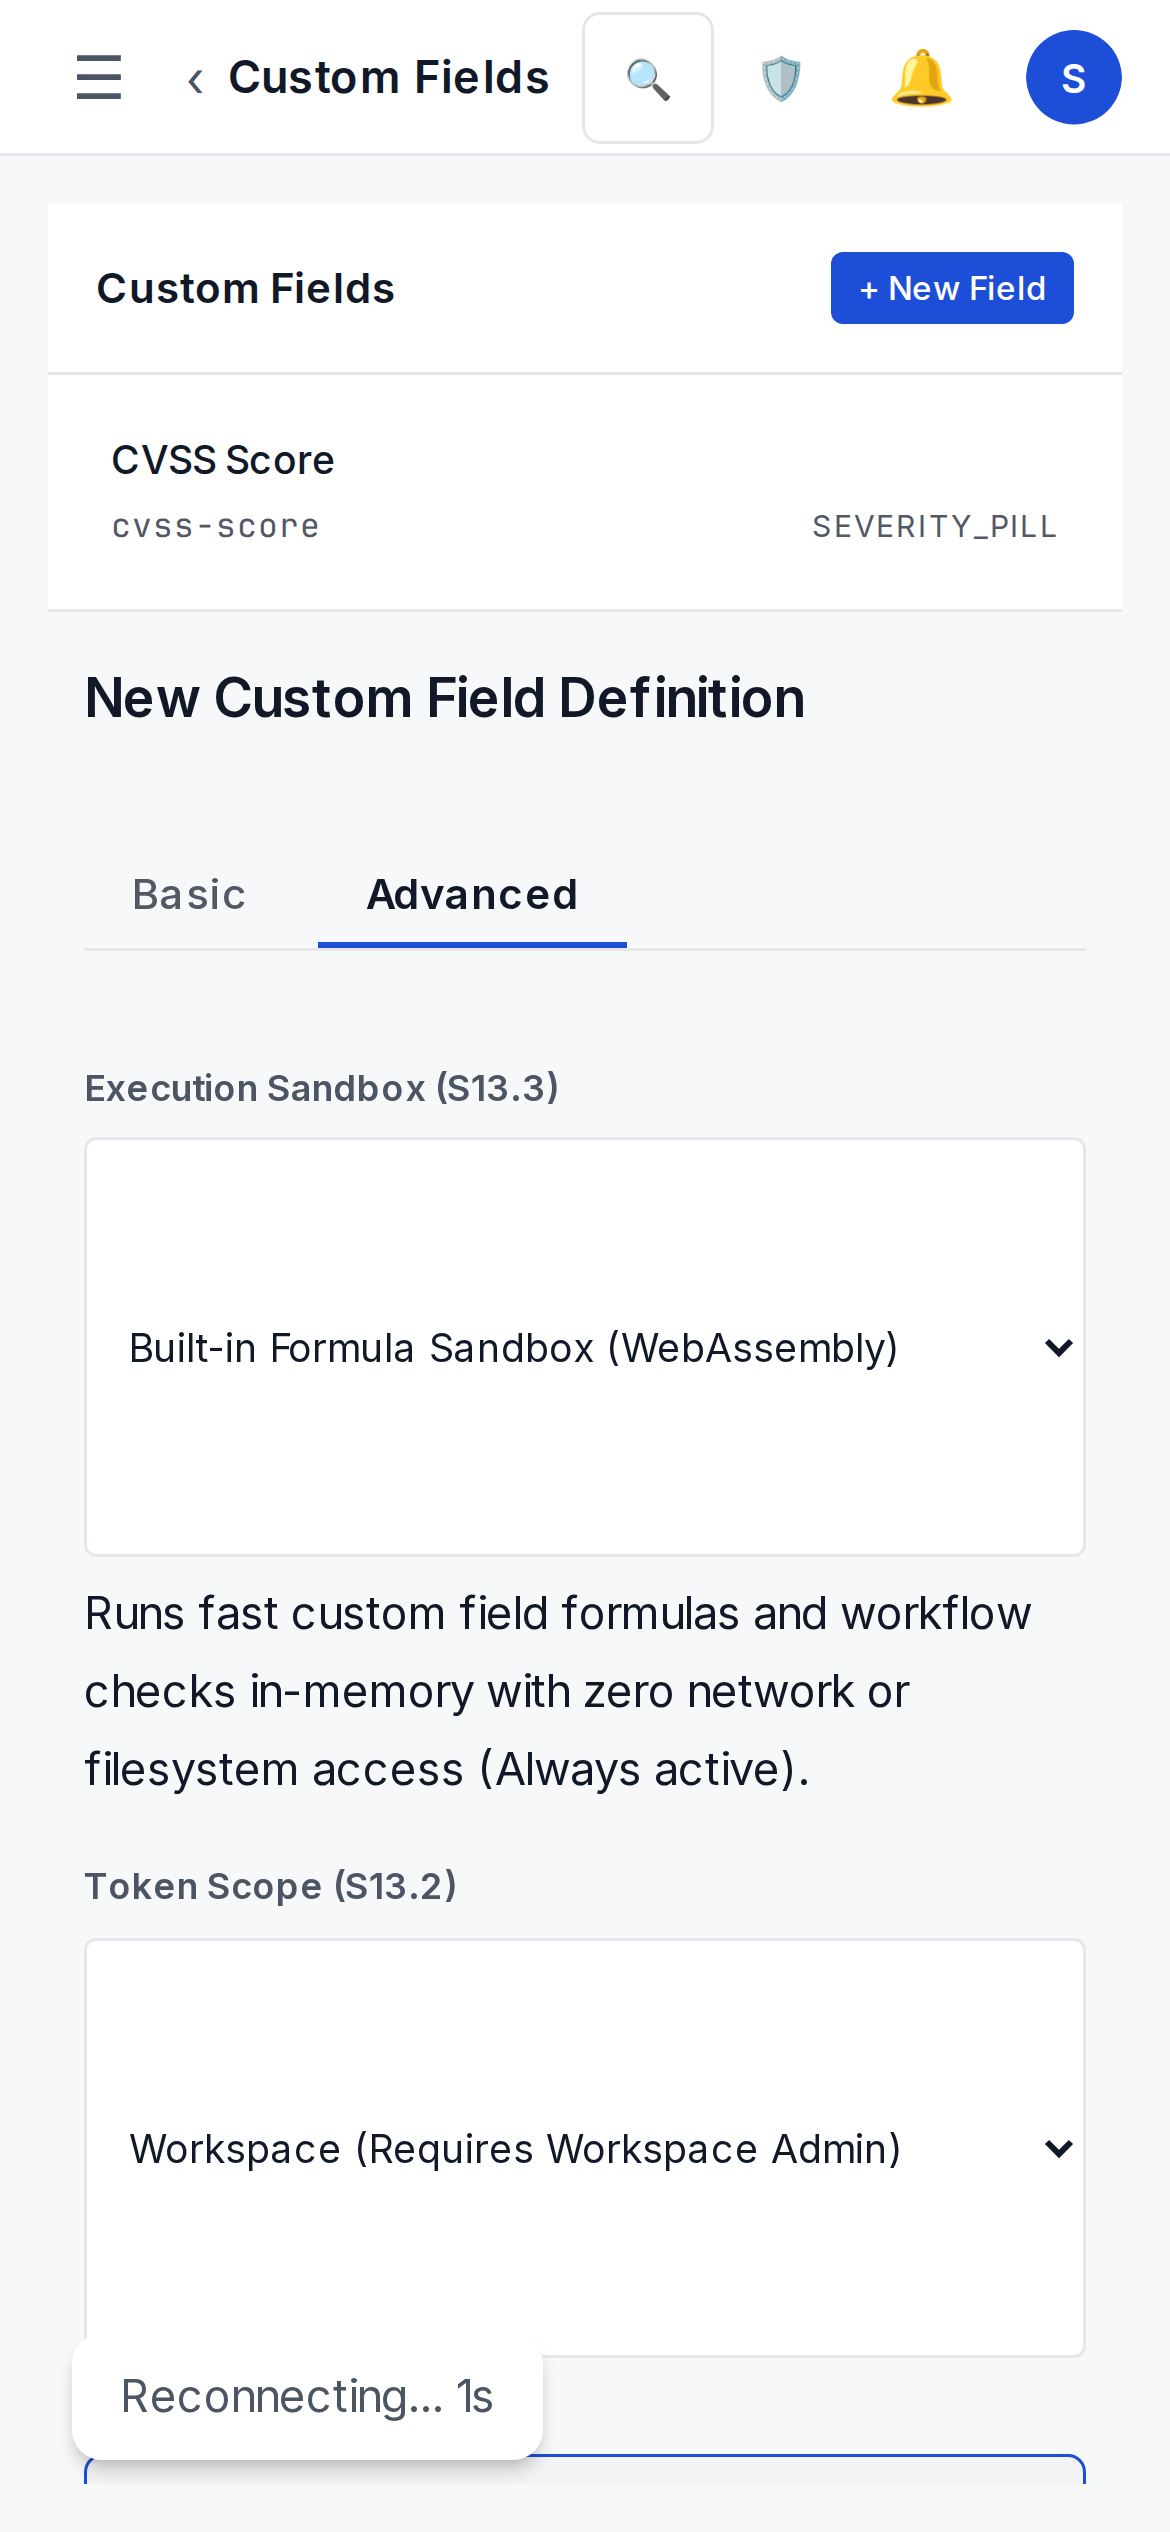 Custom Fields
S
Custom Fields
+ New Field
CVSS Score
cvss-score
SEVERITY_PILL
New Custom Field Definition
Basic
Advanced
Execution Sandbox (S13.3)
Built-in Formula Sandbox (WebAssembly)
Runs fast custom field formulas and workflow
checks in-memory with zero network or
filesystem access (Always active).
Token Scope (S13.2)
Workspace (Requires Workspace Admin)
Reconnecting... 1s